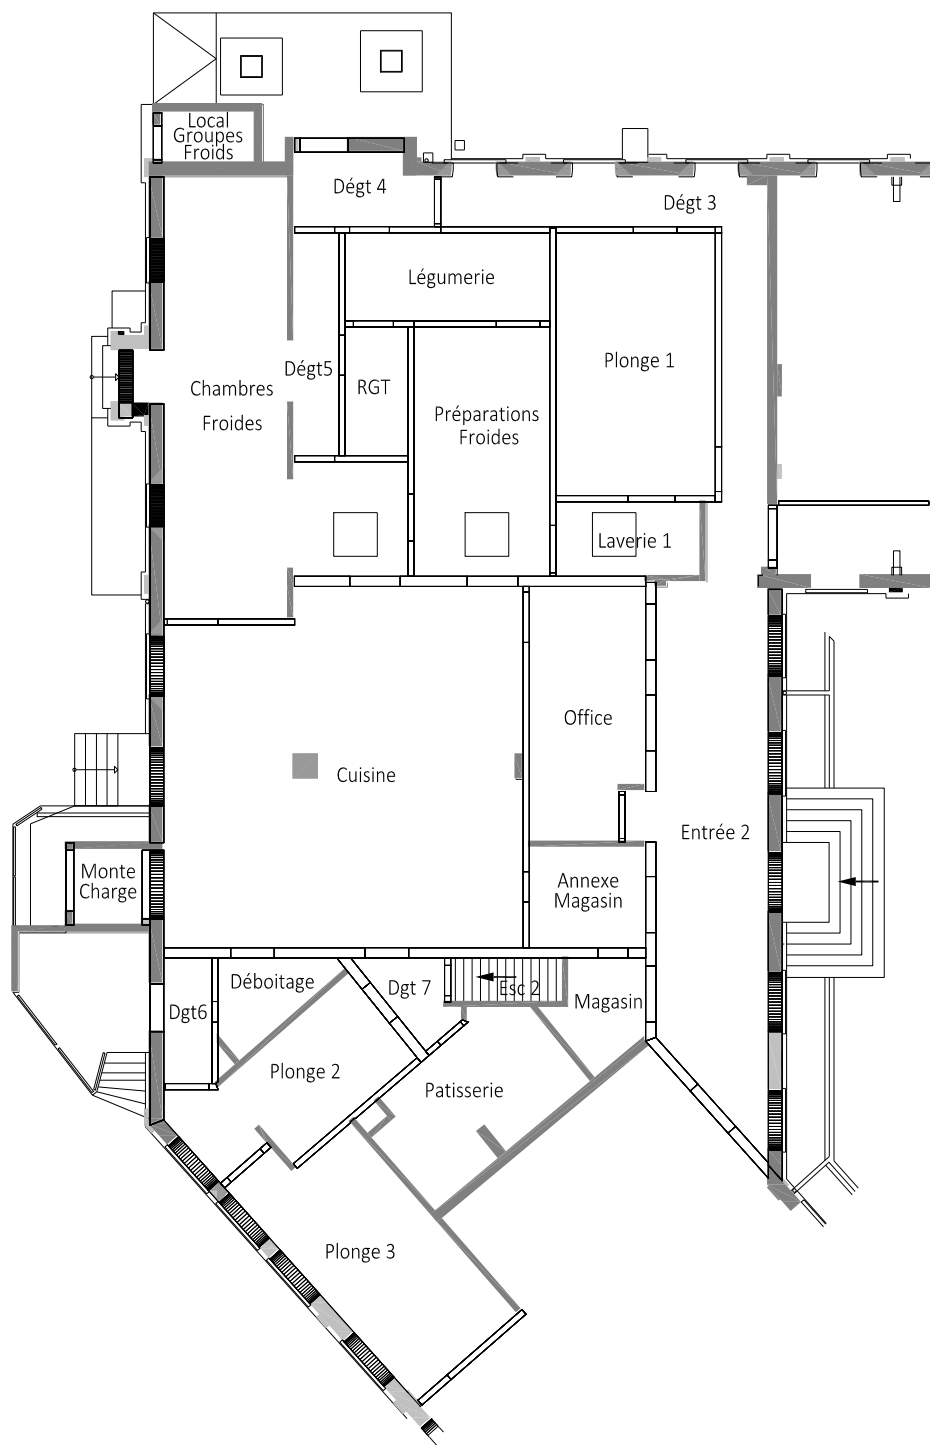 Local
Groupes
Froids
Dégt 4
Dégt 3
Légumerie
Plonge 1
Dégt5
RGT
Chambres
Froides
Préparations
Froides
Laverie 1
Office
Cuisine
Entrée 2
Monte
Charge
Annexe
Magasin
Déboitage
Dgt 7
Esc 2
Magasin
Dgt6
Plonge 2
Patisserie
Plonge 3